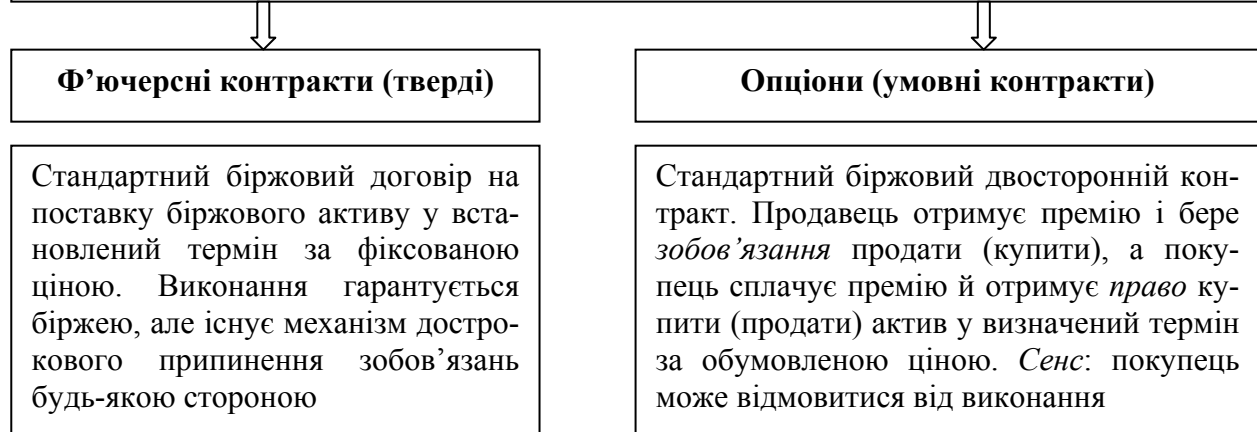 Ф’ючерсні контракти (тверді)
Стандартний біржовий договір на
поставку біржового активу у вста-
новлений термін за фіксованою
ціною. Виконання гарантується
біржею, але існує механізм достро-
кового припинення зобов’язань
будь-якою стороною
Опціони (умовні контракти)
Стандартний біржовий двосторонній кон-
тракт. Продавець отримує премію і бере
зобов’язання продати (купити), а поку-
пець сплачує премію й отримує право ку-
пити (продати) актив у визначений термін
за обумовленою ціною. Сенс: покупець
може відмовитися від виконання